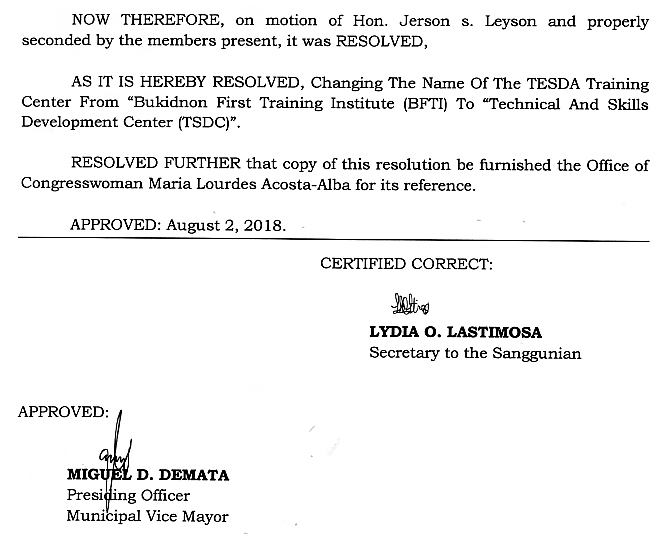 NOW THEREFORE, on motion of Hon. Jerson s. Leyson and properly
seconded by the members present, it was RESOLVED,
AS IT IS HEREBY RESOLVED, Changing The Name Of The TESDA Training
Center From “Bukidnon First Training Institute (BFTI) To “Technical And Skills
Development Center (TSDC)”.
RESOLVED FURTHER that copy of this resolution be furnished the Office of
Congresswoman Maria Lourdes Acosta-Alba for its reference.
APPROVED: August 2, 2018.
CERTIFIED CORRECT:
LYDIA O. LASTIMOSA
Secretary to the Sanggunian
APPROVED:
MIGUEL D. DEMATA
Presiding Officer
Municipal Vice Mayor